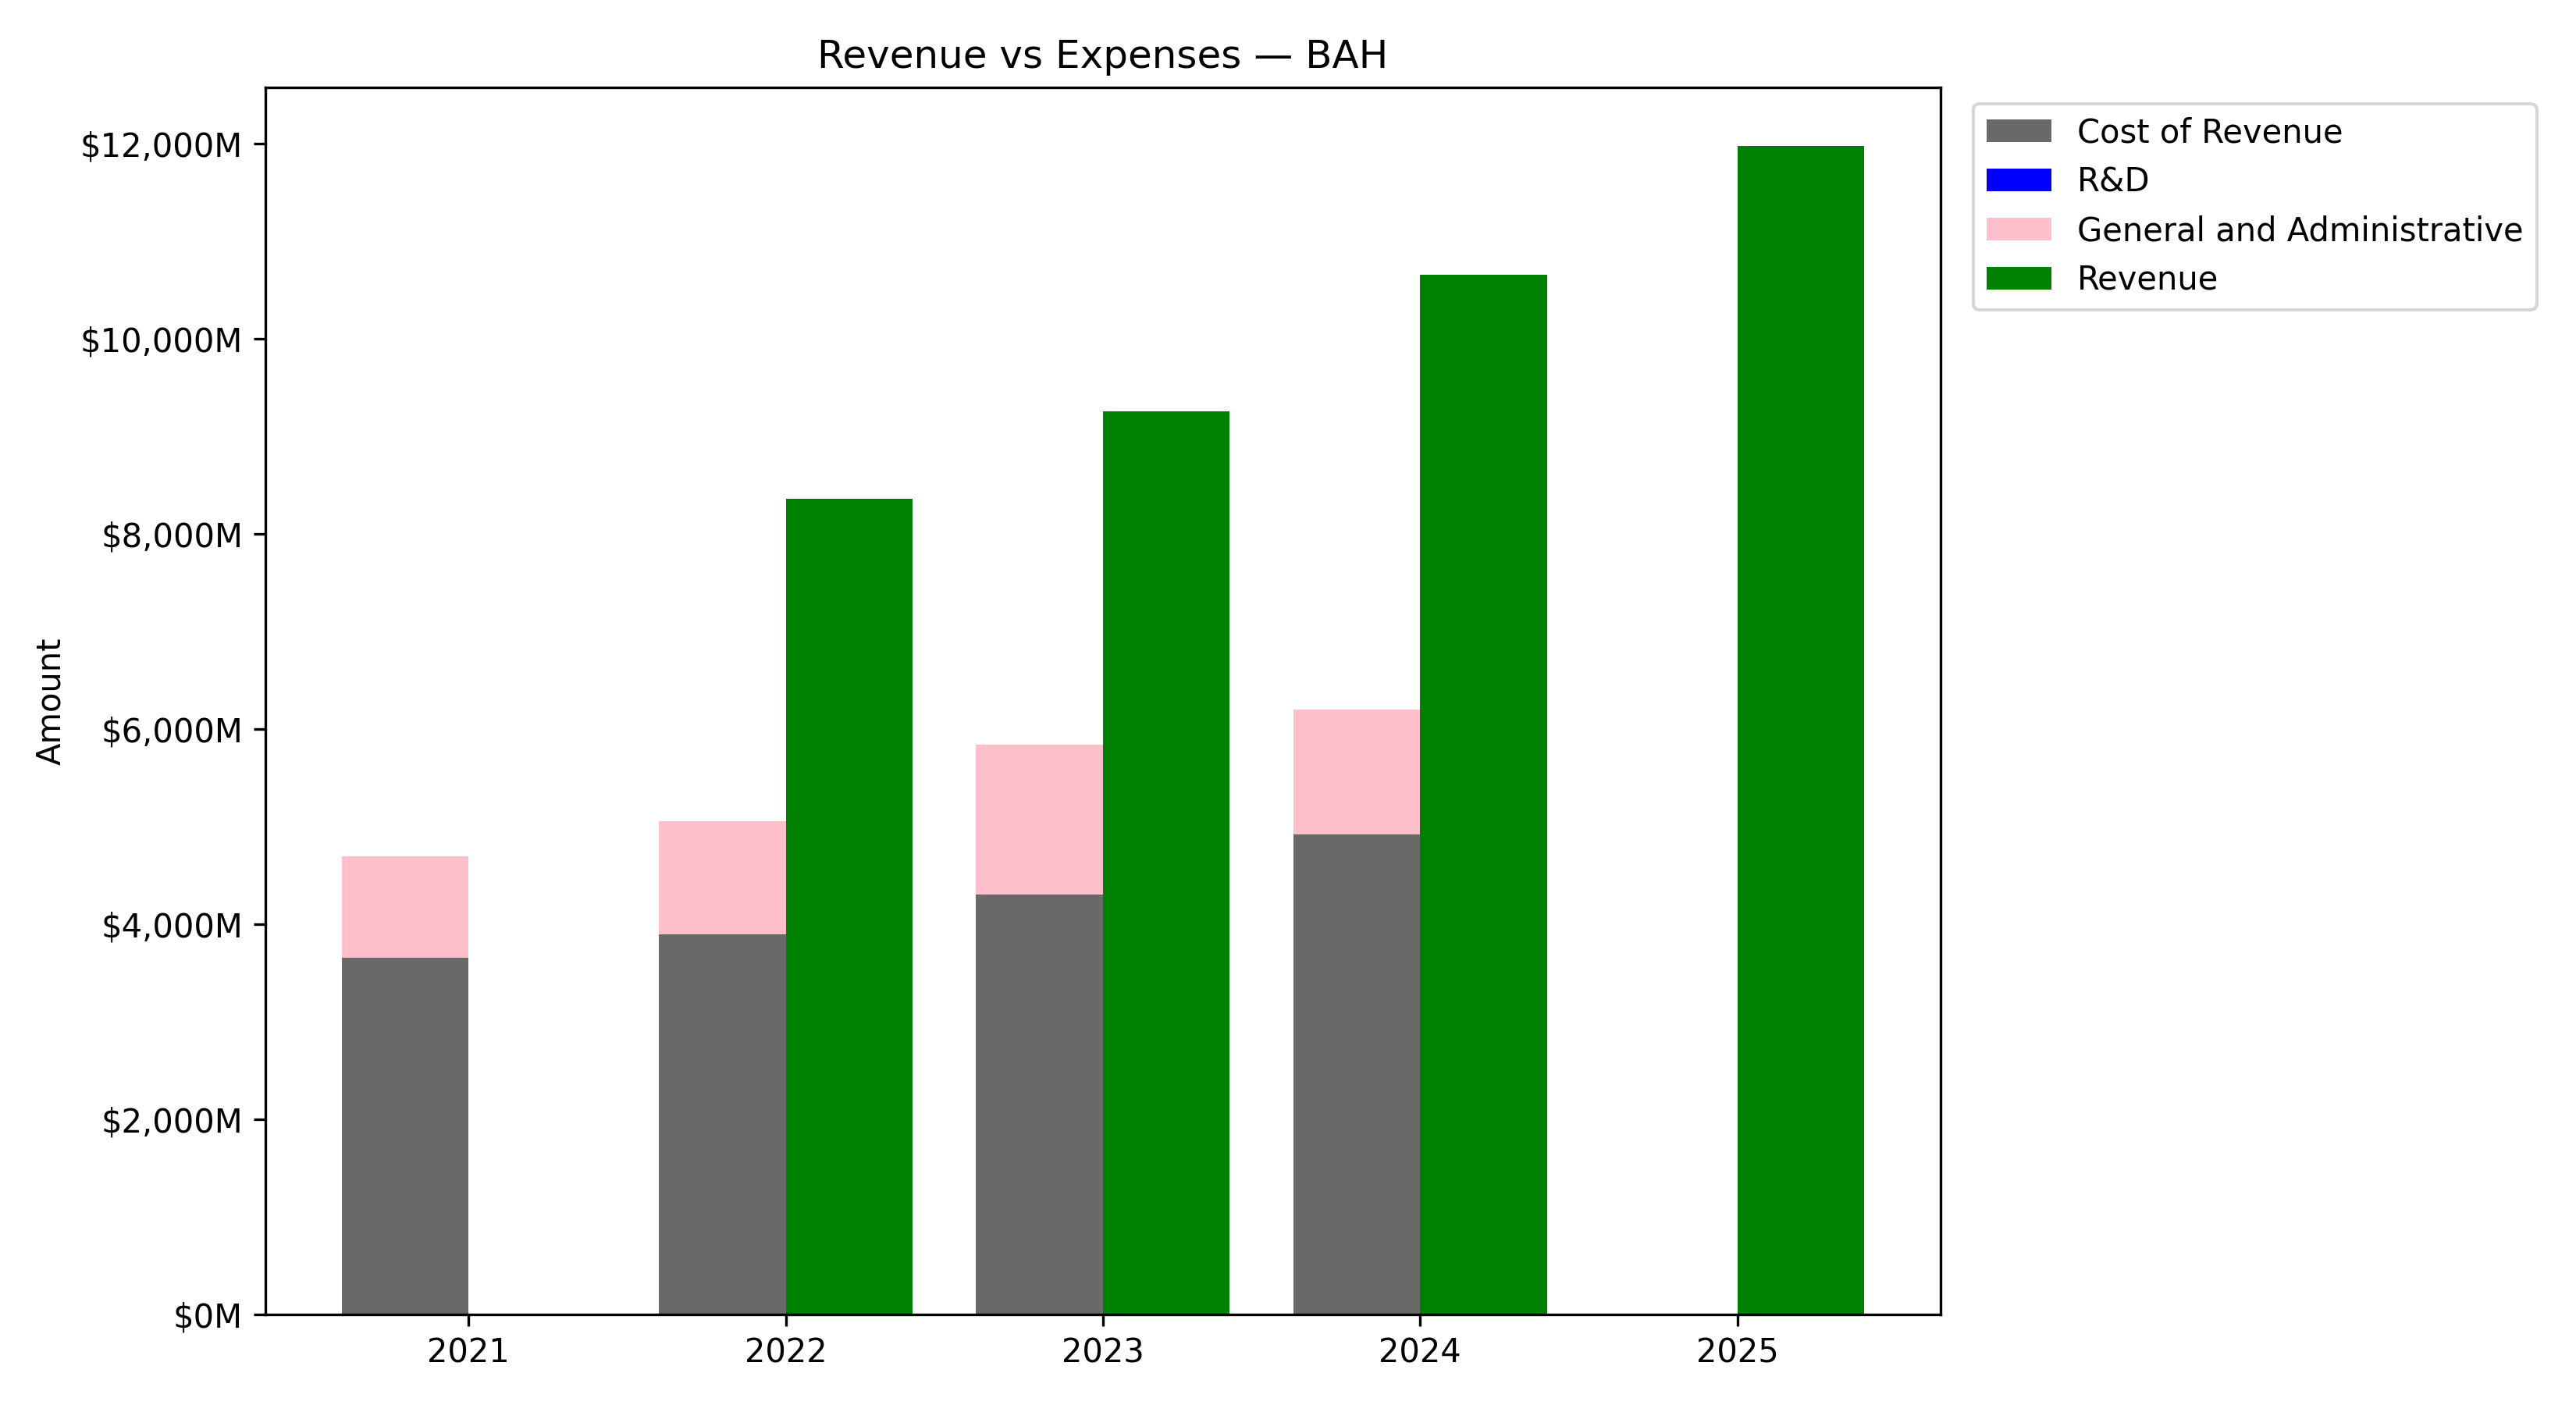 Revenue vs Expenses — BAH
Cost of Revenue
R&D
General and Administrative
Revenue
Amount
$12,000M
$10,000M
$8,000M
$6,000M
$4,000M
$2,000M
$0M
2021 2022 2023 2024 2025